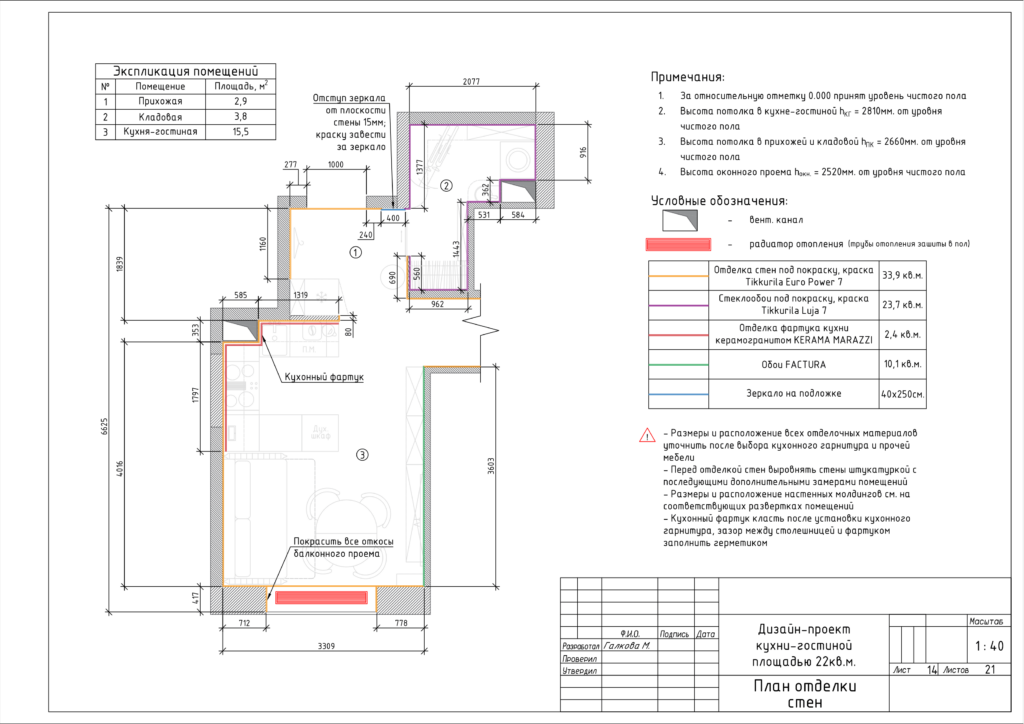 Экспликация помещений
№ Помещение Площадь, м²
1 Прихожая 2,9
2 Кладовая 3,8
3 Кухня-гостиная 15,5
Отступ зеркала
от плоскости
стены 15мм;
краску завести
за зеркало
2077
916
1377
362
531
584
1443
277
1000
400
240
1160
1839
690
560
962
585
1319
353
80
П.М.
Кухонный фартук
1797
Дух.
шкаф
6625
4016
3603
1
2
3
Покрасить все откосы
балконного проема
417
712
778
3309
Примечания:
1. За относительную отметку 0.000 принят уровень чистого пола
2. Высота потолка в кухне-гостиной hКГ = 2810мм. от уровня
чистого пола
3. Высота потолка в прихожей и кладовой hПК = 2660мм. от уровня
чистого пола
4. Высота оконного проема hокн. = 2520мм. от уровня чистого пола
Условные обозначения:
– вент. канал
– радиатор отопления (трубы отопления зашиты в пол)
Отделка стен под покраску, краска
Tikkurila Euro Power 7
33,9 кв.м.
Стеклообои под покраску, краска
Tikkurila Luja 7
23,7 кв.м.
Отделка фартука кухни
керамогранитом KERAMA MARAZZI
2,4 кв.м.
Обои FACTURA
10,1 кв.м.
Зеркало на подложке
40х250см.
!
– Размеры и расположение всех отделочных материалов
уточнить после выбора кухонного гарнитура и прочей
мебели
– Перед отделкой стен выровнять стены штукатуркой с
последующими дополнительными замерами помещений
– Размеры и расположение настенных молдингов см. на
соответствующих развертках помещений
– Кухонный фартук класть после установки кухонного
гарнитура, зазор между столешницей и фартуком
заполнить герметиком
Ф.И.О. Подпись Дата
Разработал Галкова М.
Проверил
Утвердил
Дизайн-проект
кухни-гостиной
площадью 22кв.м.
План отделки
стен
Масштаб
1 : 40
Лист 14 Листов 21